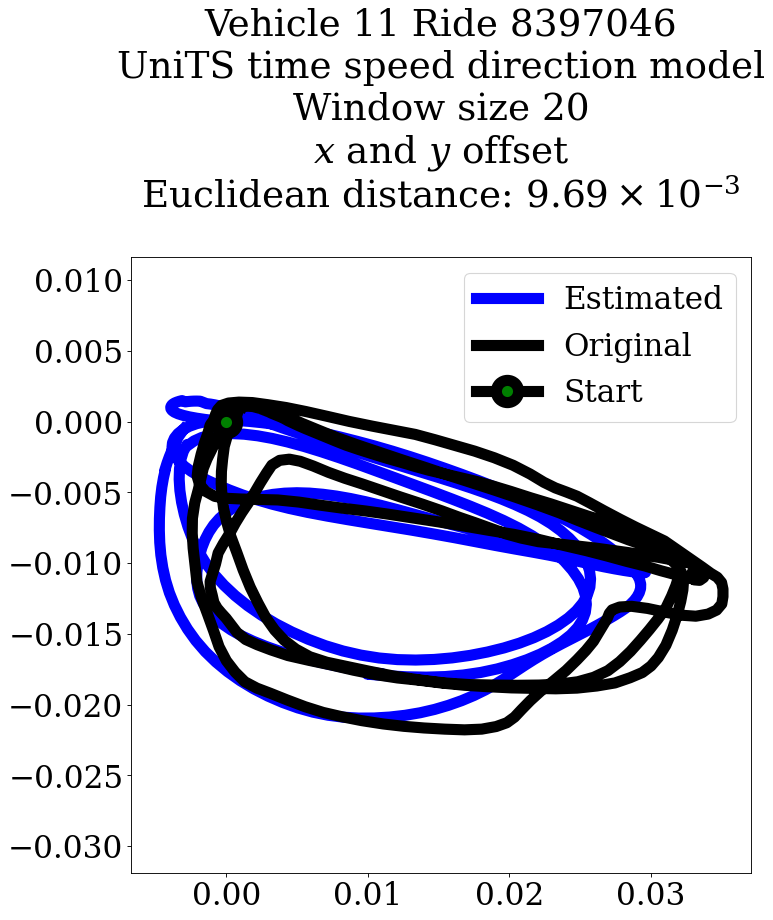 Vehicle 11 Ride 8397046
UniTS time speed direction model
Window size 20
x and y offset
Euclidean distance: 9.69 × 10⁻³
Estimated
Original
Start
0.010
0.005
0.000
−0.005
−0.010
−0.015
−0.020
−0.025
−0.030
0.00 0.01 0.02 0.03